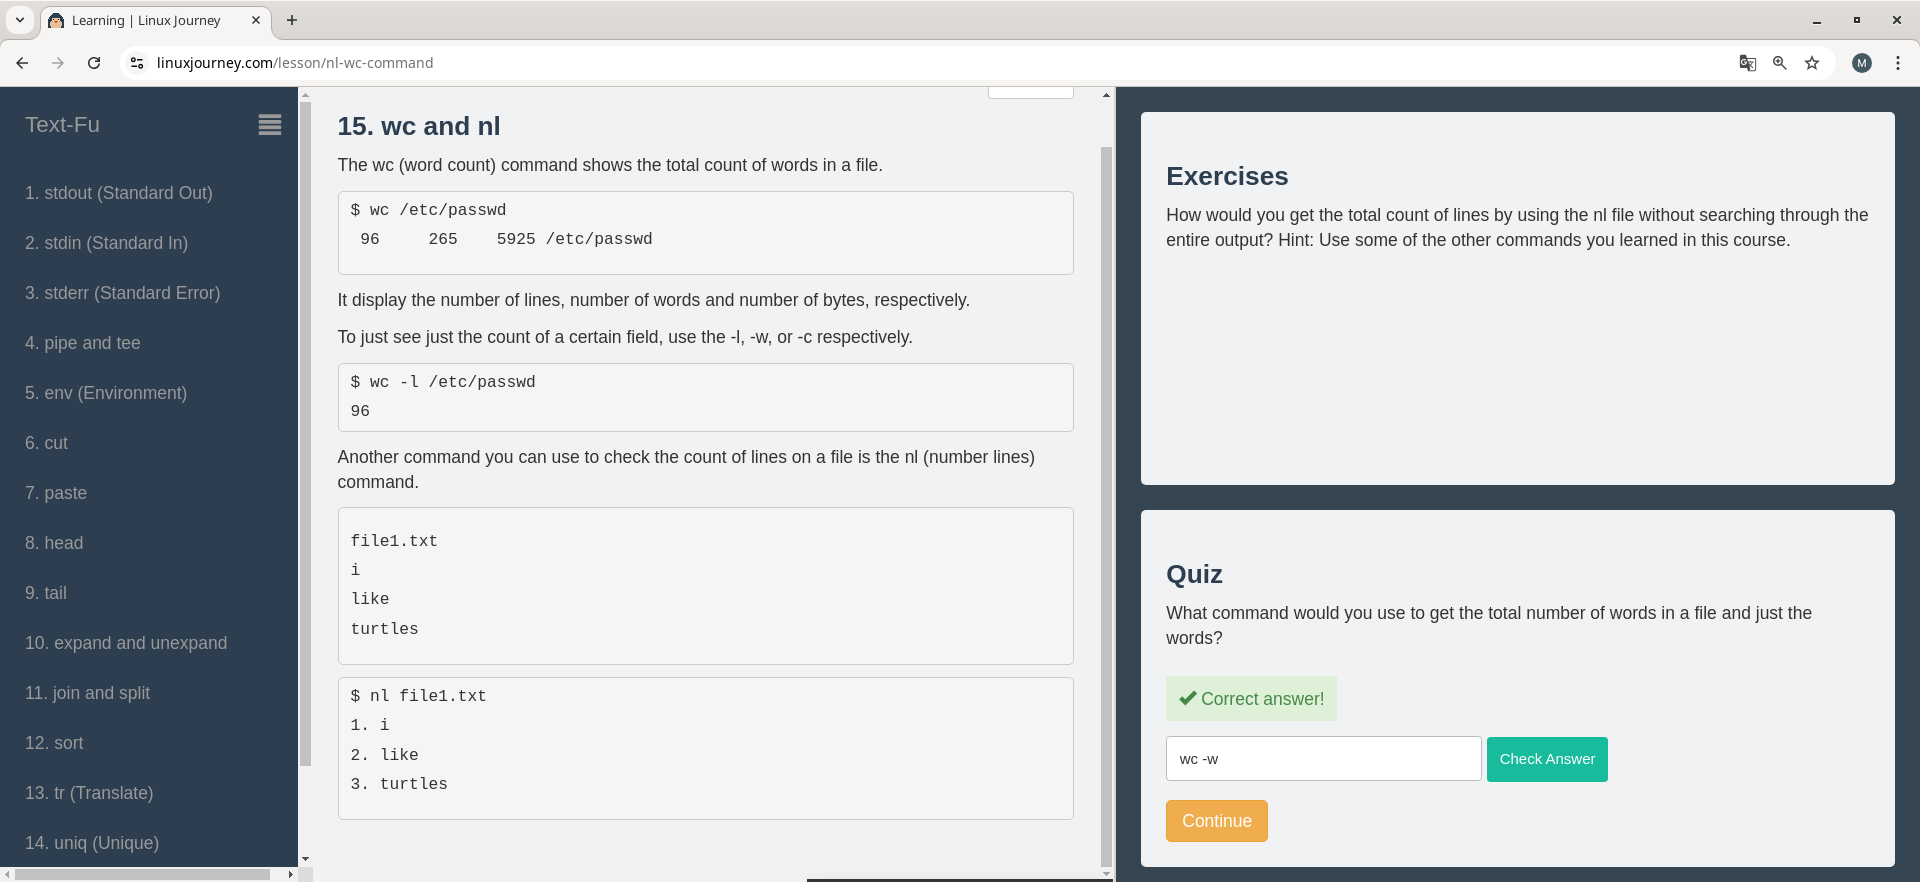 Learning | Linux Journey
linuxjourney.com/lesson/nl-wc-command
M
Text-Fu
1. stdout (Standard Out)
2. stdin (Standard In)
3. stderr (Standard Error)
4. pipe and tee
5. env (Environment)
6. cut
7. paste
8. head
9. tail
10. expand and unexpand
11. join and split
12. sort
13. tr (Translate)
14. uniq (Unique)
15. wc and nl
The wc (word count) command shows the total count of words in a file.
$ wc /etc/passwd
 96     265    5925 /etc/passwd
It display the number of lines, number of words and number of bytes, respectively.
To just see just the count of a certain field, use the -l, -w, or -c respectively.
$ wc -l /etc/passwd
96
Another command you can use to check the count of lines on a file is the nl (number lines)
command.
file1.txt
i
like
turtles
$ nl file1.txt
1. i
2. like
3. turtles
Exercises
How would you get the total count of lines by using the nl file without searching through the
entire output? Hint: Use some of the other commands you learned in this course.
Quiz
What command would you use to get the total number of words in a file and just the
words?
Correct answer!
wc -w
Check Answer
Continue